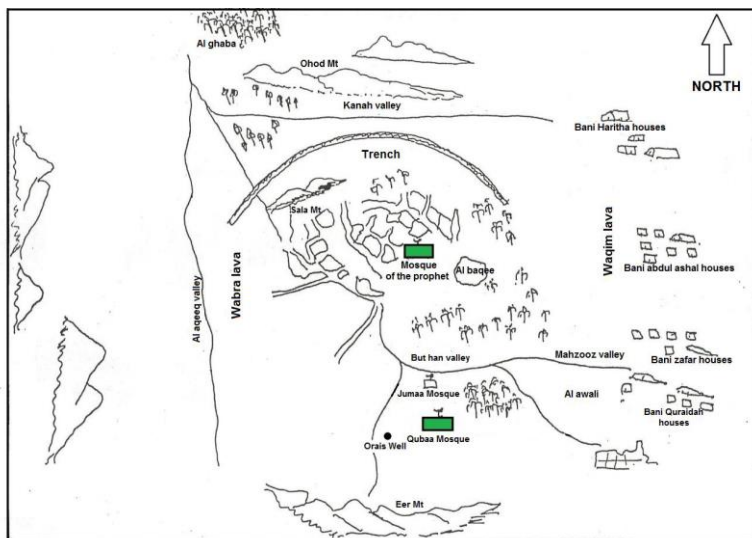 Al ghaba
Ohod Mt
NORTH
Kanah valley
Bani Haritha houses
Trench
Sala Mt
Mosque
of the prophet
Al baqee
Waqim lava
Bani abdul ashal houses
Al aqeeq valley
Wabra lava
But han valley
Mahzooz valley
Bani zafar houses
Jumaa Mosque
Al awali
Bani Quraidah
houses
Qubaa Mosque
Orais Well
Eer Mt